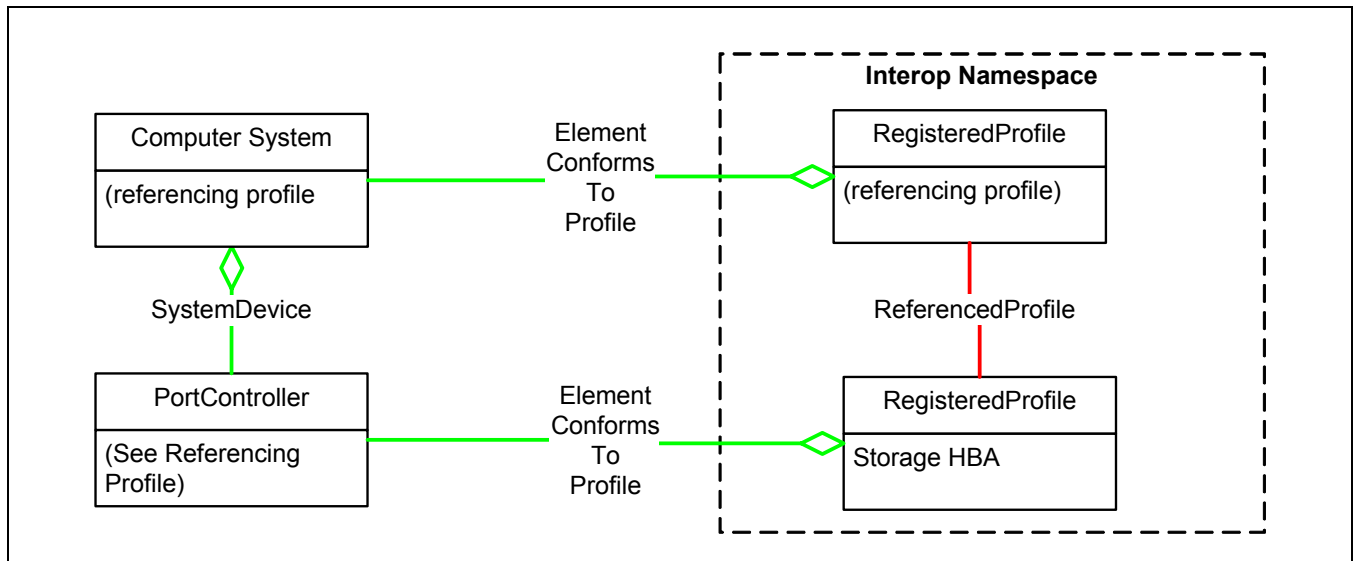 Interop Namespace
Computer System
(referencing profile
Element
Conforms
To
Profile
RegisteredProfile
(referencing profile)
SystemDevice
ReferencedProfile
PortController
(See Referencing
Profile)
Element
Conforms
To
Profile
RegisteredProfile
Storage HBA